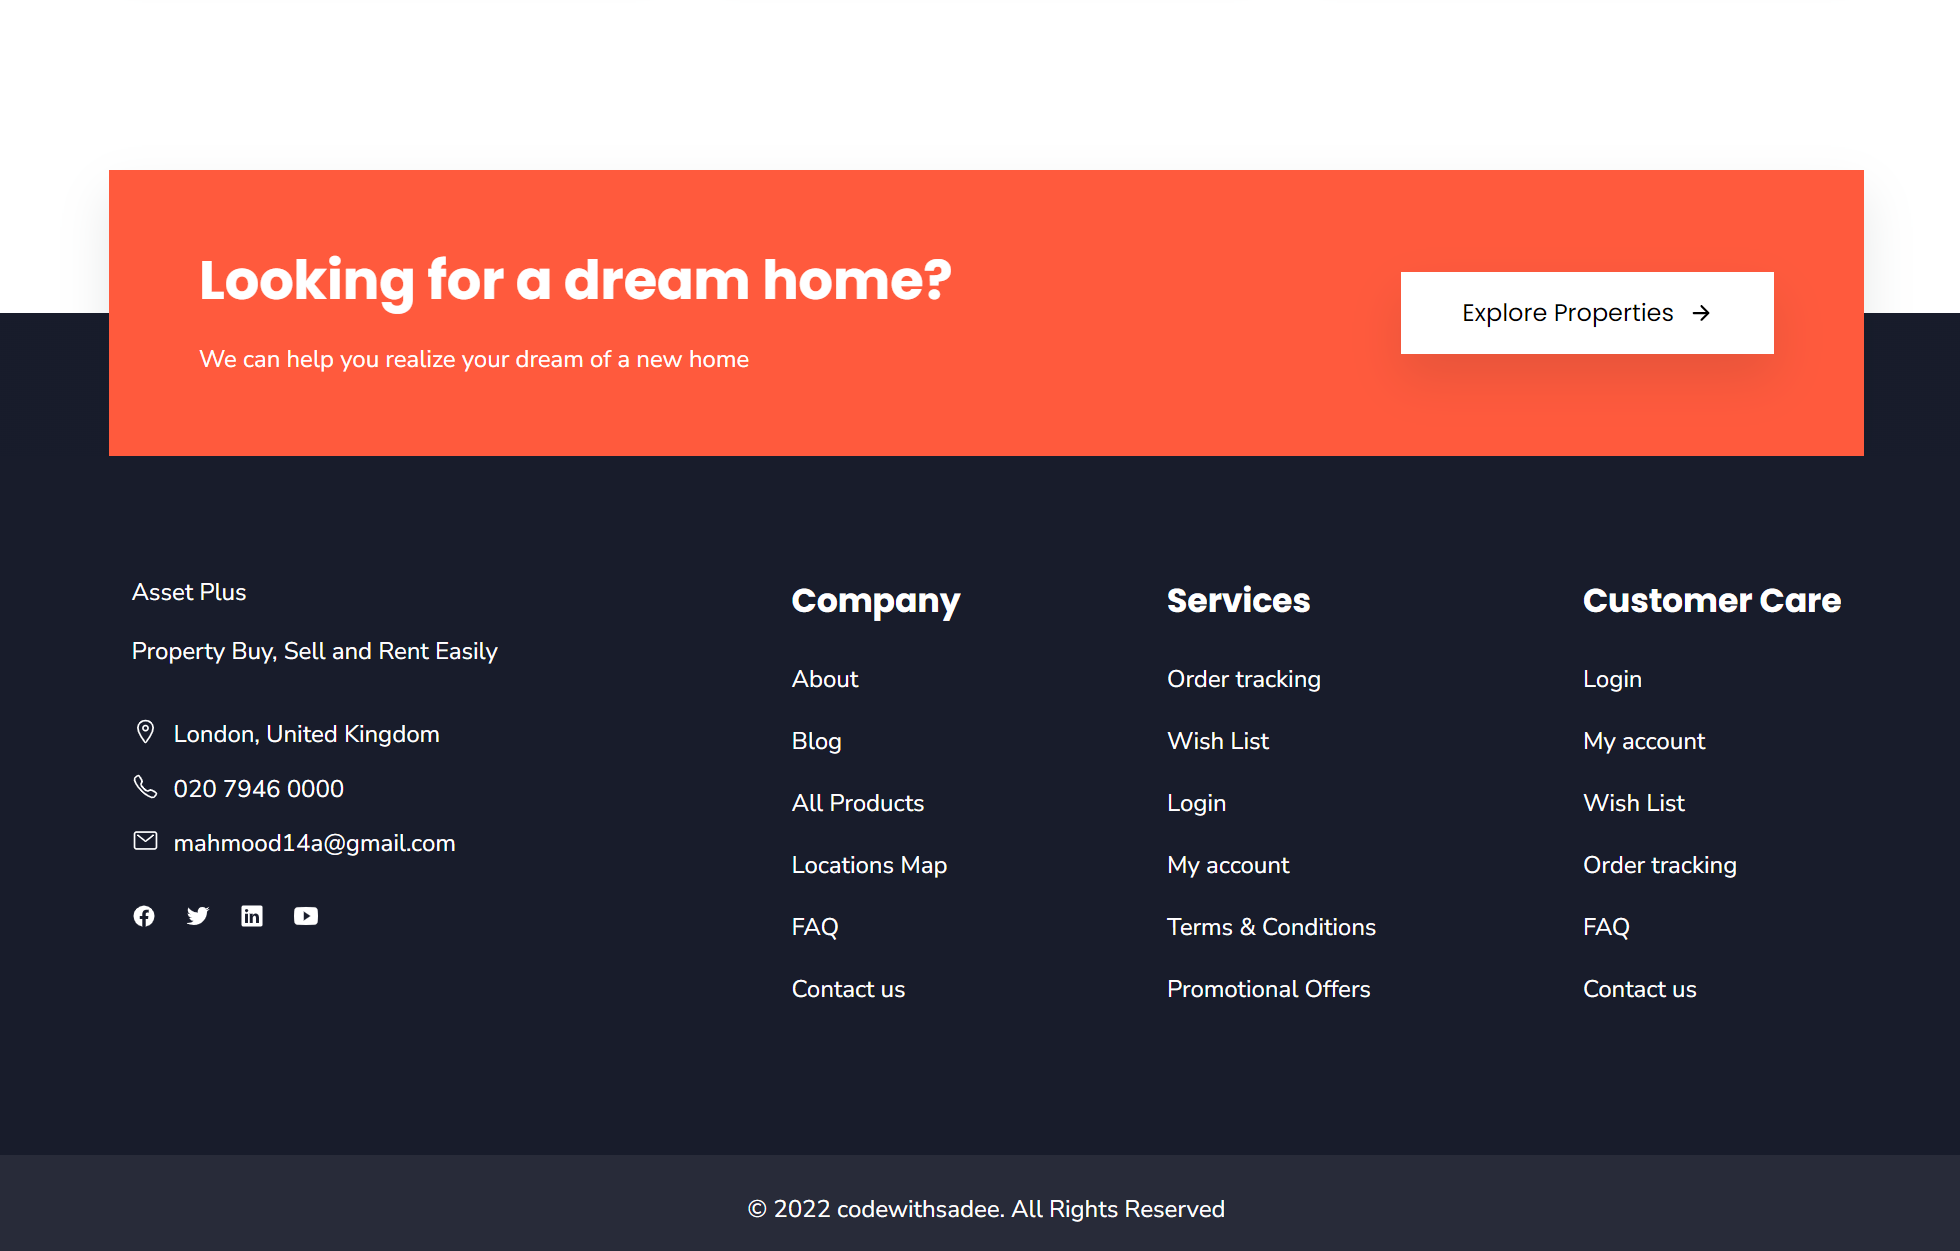 Looking for a dream home?
We can help you realize your dream of a new home
Explore Properties
Asset Plus
Property Buy, Sell and Rent Easily
London, United Kingdom
020 7946 0000
mahmood14a@gmail.com
Company
About
Blog
All Products
Locations Map
FAQ
Contact us
Services
Order tracking
Wish List
Login
My account
Terms & Conditions
Promotional Offers
Customer Care
Login
My account
Wish List
Order tracking
FAQ
Contact us
© 2022 codewithsadee. All Rights Reserved